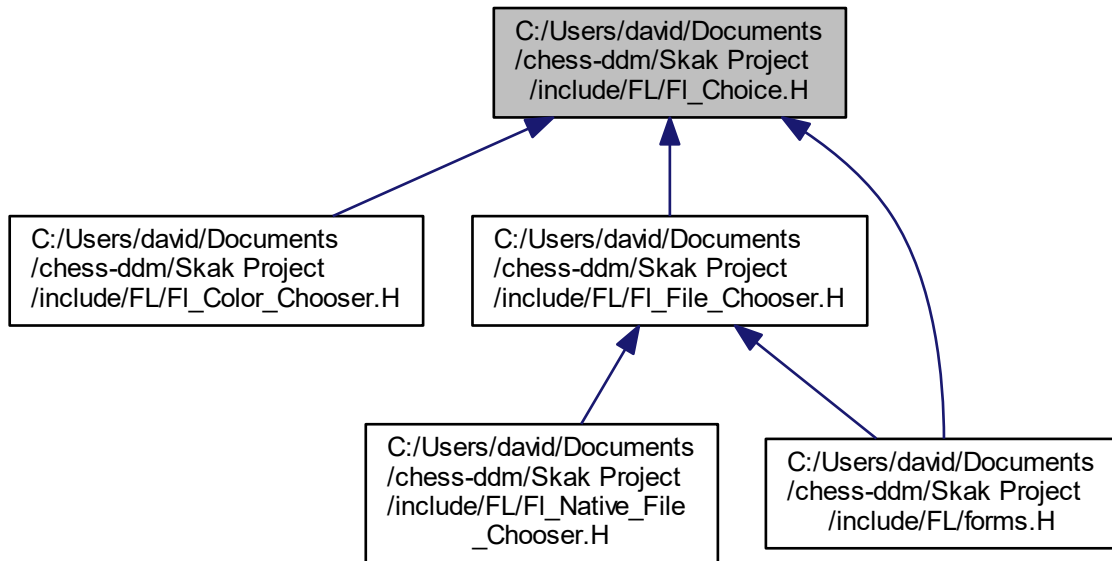 C:/Users/david/Documents
/chess-ddm/Skak Project
/include/FL/Fl_Choice.H
C:/Users/david/Documents
/chess-ddm/Skak Project
/include/FL/Fl_Color_Chooser.H
C:/Users/david/Documents
/chess-ddm/Skak Project
/include/FL/Fl_File_Chooser.H
C:/Users/david/Documents
/chess-ddm/Skak Project
/include/FL/Fl_Native_File
_Chooser.H
C:/Users/david/Documents
/chess-ddm/Skak Project
/include/FL/forms.H